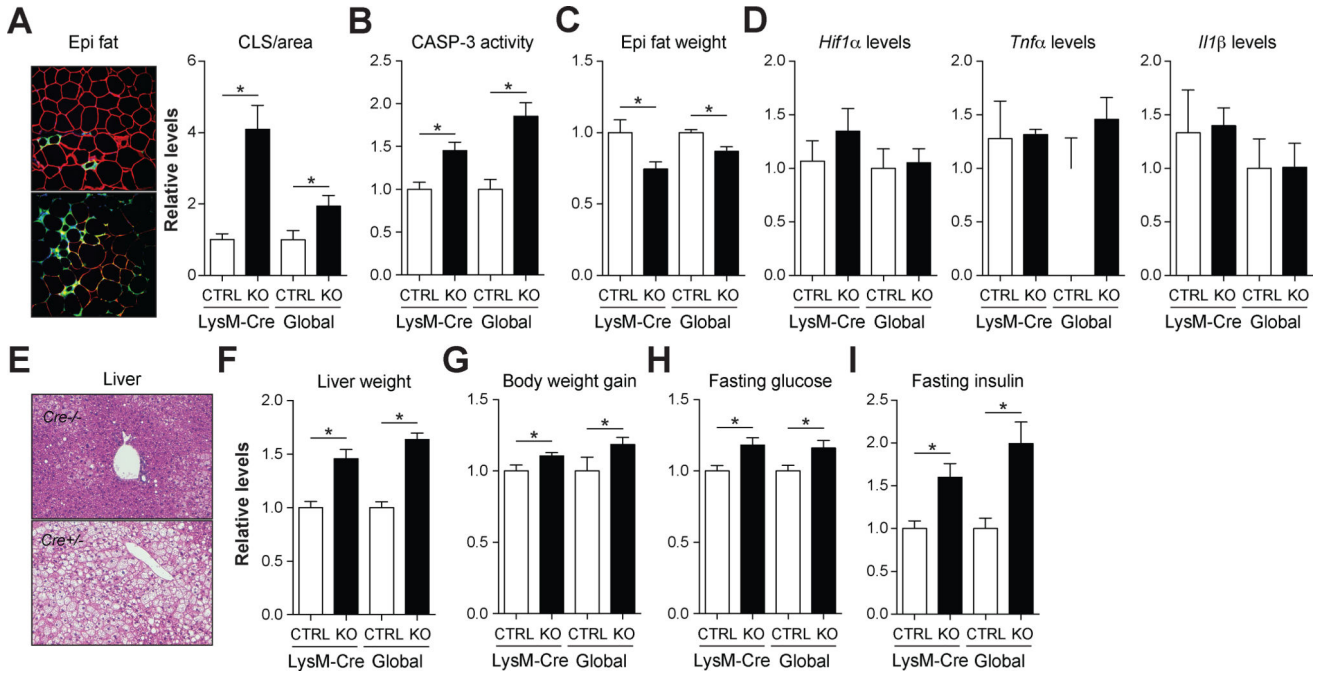 A
Epi fat
CLS/area
Relative levels
6
4
2
0
*
*
CTRL KO CTRL KO
LysM-Cre Global
B
CASP-3 activity
2.5
2.0
1.5
1.0
0.5
0
*
*
CTRL KO CTRL KO
LysM-Cre Global
C
Epi fat weight
1.5
1.0
0.5
0.0
*
*
CTRL KO CTRL KO
LysM-Cre Global
D
Hif1α levels
2.0
1.5
1.0
0.5
0.0
CTRL KO CTRL KO
LysM-Cre Global
Tnfα levels
2.0
1.5
1.0
0.5
0.0
CTRL KO CTRL KO
LysM-Cre Global
Il1β levels
2.0
1.5
1.0
0.5
0.0
CTRL KO CTRL KO
LysM-Cre Global
E
Liver
Cre-/-
Cre+/-
F
Liver weight
Relative levels
2.0
1.5
1.0
0.5
0.0
*
*
CTRL KO CTRL KO
LysM-Cre Global
G
Body weight gain
1.5
1.0
0.5
0.0
*
*
CTRL KO CTRL KO
LysM-Cre Global
H
Fasting glucose
1.5
1.0
0.5
0.0
*
*
CTRL KO CTRL KO
LysM-Cre Global
I
Fasting insulin
2.5
2.0
1.5
1.0
0.5
0.0
*
*
CTRL KO CTRL KO
LysM-Cre Global